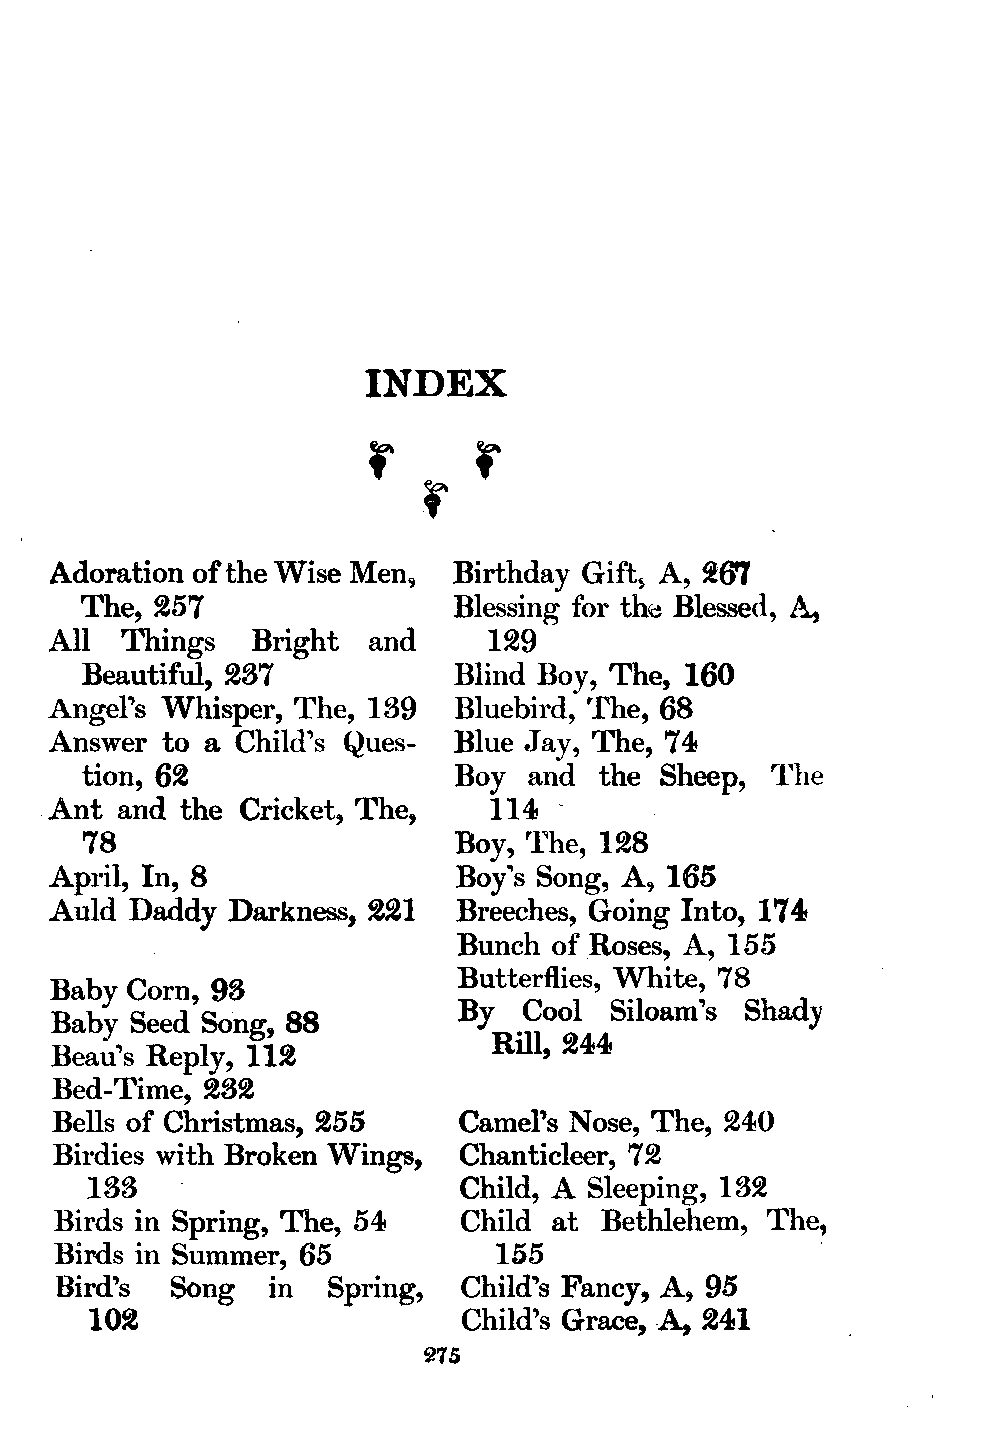 INDEX
Adoration of the Wise Men,
The, 257
All Things Bright and
Beautiful, 237
Angel's Whisper, The, 139
Answer to a Child's Ques-
tion, 62
Ant and the Cricket, The,
78
April, In, 8
Auld Daddy Darkness, 221
Baby Corn, 93
Baby Seed Song, 88
Beau's Reply, 112
Bed-Time, 232
Bells of Christmas, 255
Birdies with Broken Wings,
133
Birds in Spring, The, 54
Birds in Summer, 65
Bird's Song in Spring,
102
Birthday Gift, A, 267
Blessing for the Blessed, A,
129
Blind Boy, The, 160
Bluebird, The, 68
Blue Jay, The, 74
Boy and the Sheep, The
114
Boy, The, 128
Boy's Song, A, 165
Breeches, Going Into, 174
Bunch of Roses, A, 155
Butterflies, White, 78
By Cool Siloam's Shady
Rill, 244
Camel's Nose, The, 240
Chanticleer, 72
Child, A Sleeping, 132
Child at Bethlehem, The,
155
Child's Fancy, A, 95
Child's Grace, A, 241
275